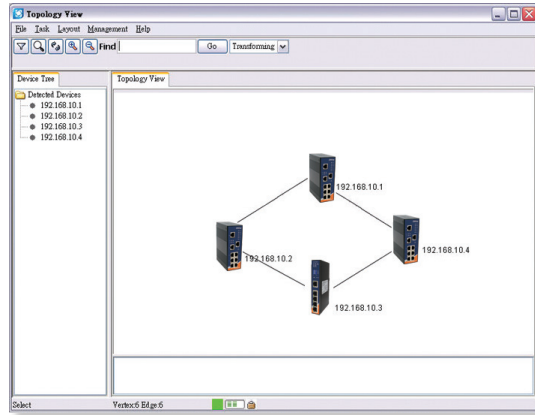 Topology View
File Task Layout Management Help
Find Go Transforming
Device Tree Topology View
Detected Devices
192.168.10.1
192.168.10.2
192.168.10.3
192.168.10.4
192.168.10.1
192.168.10.2
192.168.10.4
192.168.10.3
Select Vertex:6 Edge:6